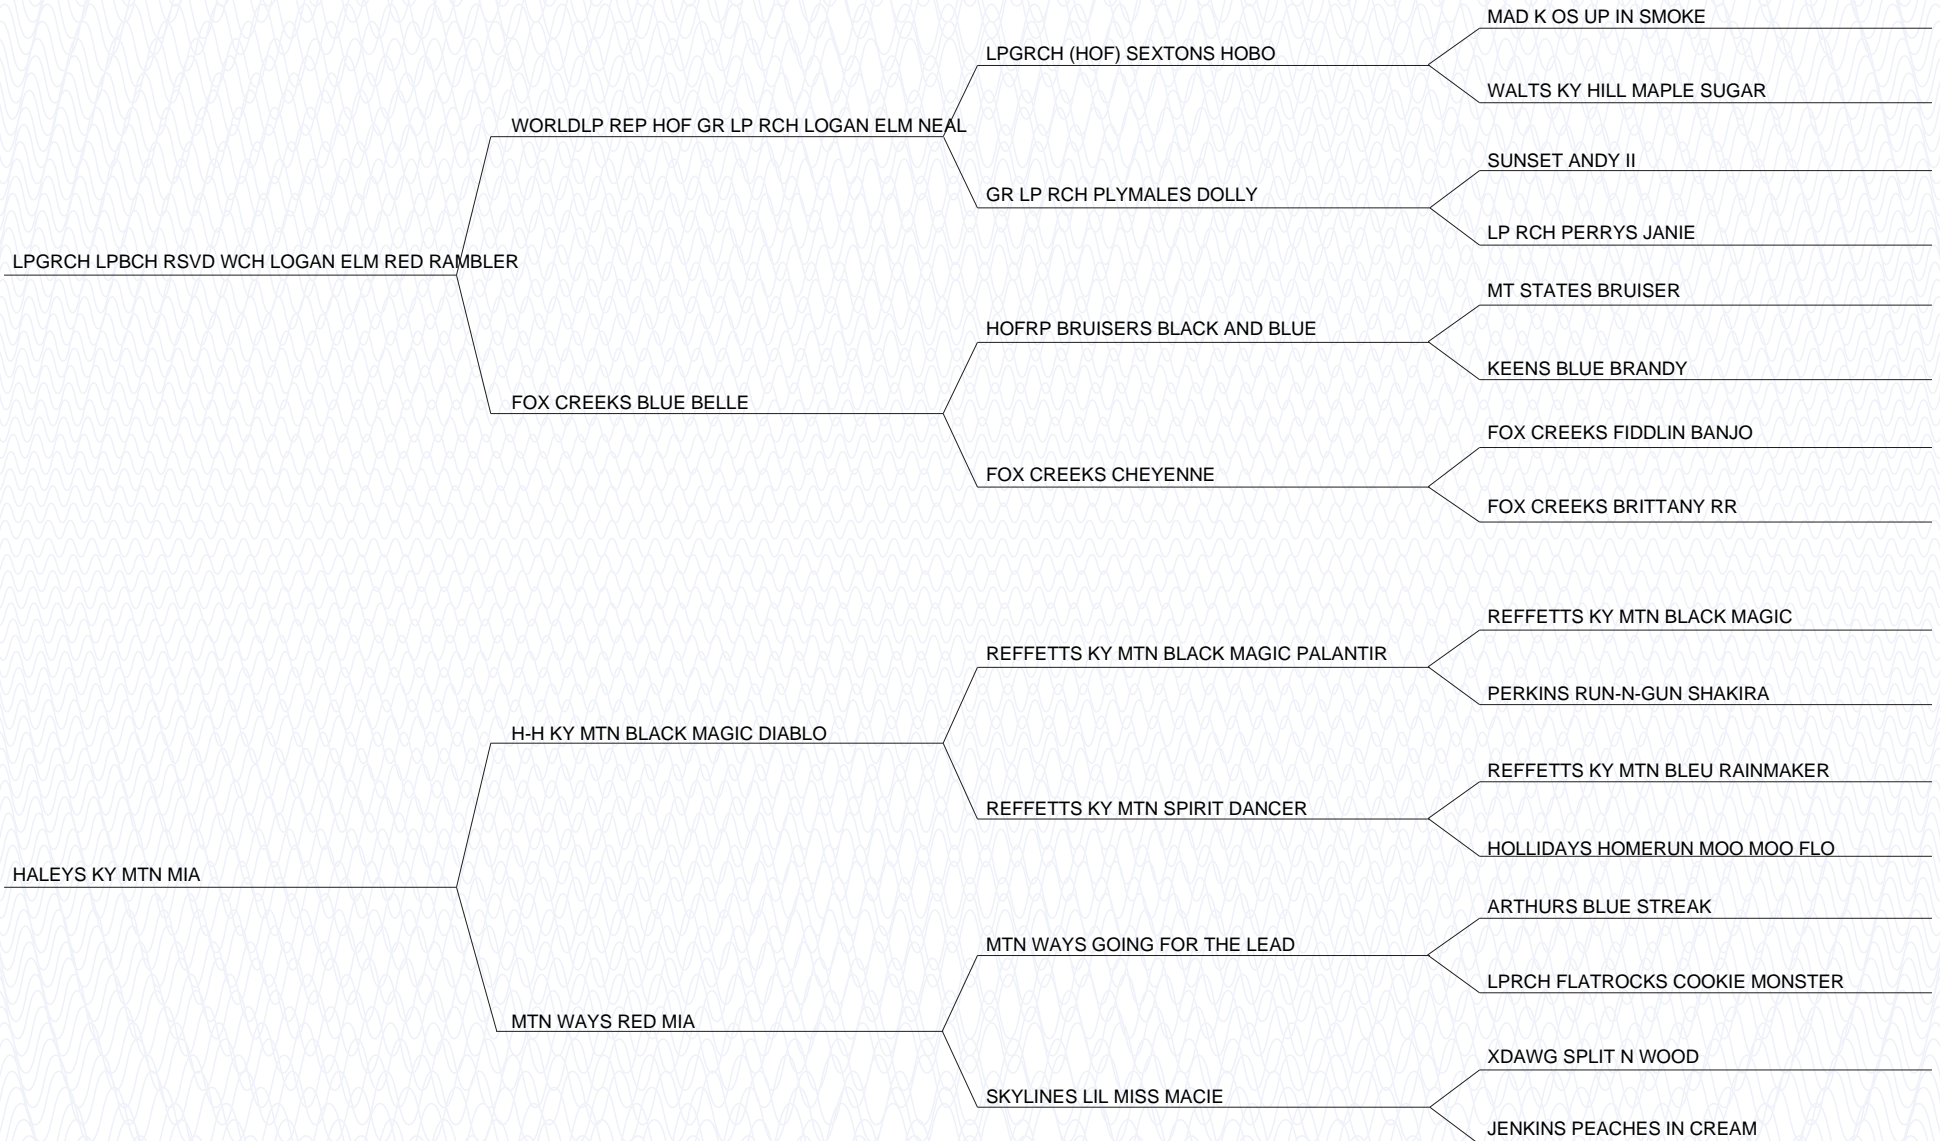 MAD K OS UP IN SMOKE
LPGRCH (HOF) SEXTONS HOBO
WALTS KY HILL MAPLE SUGAR
WORLDLP REP HOF GR LP RCH LOGAN ELM NEAL
SUNSET ANDY II
GR LP RCH PLYMALES DOLLY
LP RCH PERRYS JANIE
LPGRCH LPBCH RSVD WCH LOGAN ELM RED RAMBLER
MT STATES BRUISER
HOFRP BRUISERS BLACK AND BLUE
KEENS BLUE BRANDY
FOX CREEKS BLUE BELLE
FOX CREEKS FIDDLIN BANJO
FOX CREEKS CHEYENNE
FOX CREEKS BRITTANY RR
REFFETTS KY MTN BLACK MAGIC
REFFETTS KY MTN BLACK MAGIC PALANTIR
PERKINS RUN-N-GUN SHAKIRA
H-H KY MTN BLACK MAGIC DIABLO
REFFETTS KY MTN BLEU RAINMAKER
REFFETTS KY MTN SPIRIT DANCER
HOLLIDAYS HOMERUN MOO MOO FLO
HALEYS KY MTN MIA
ARTHURS BLUE STREAK
MTN WAYS GOING FOR THE LEAD
LPRCH FLATROCKS COOKIE MONSTER
MTN WAYS RED MIA
XDAWG SPLIT N WOOD
SKYLINES LIL MISS MACIE
JENKINS PEACHES IN CREAM